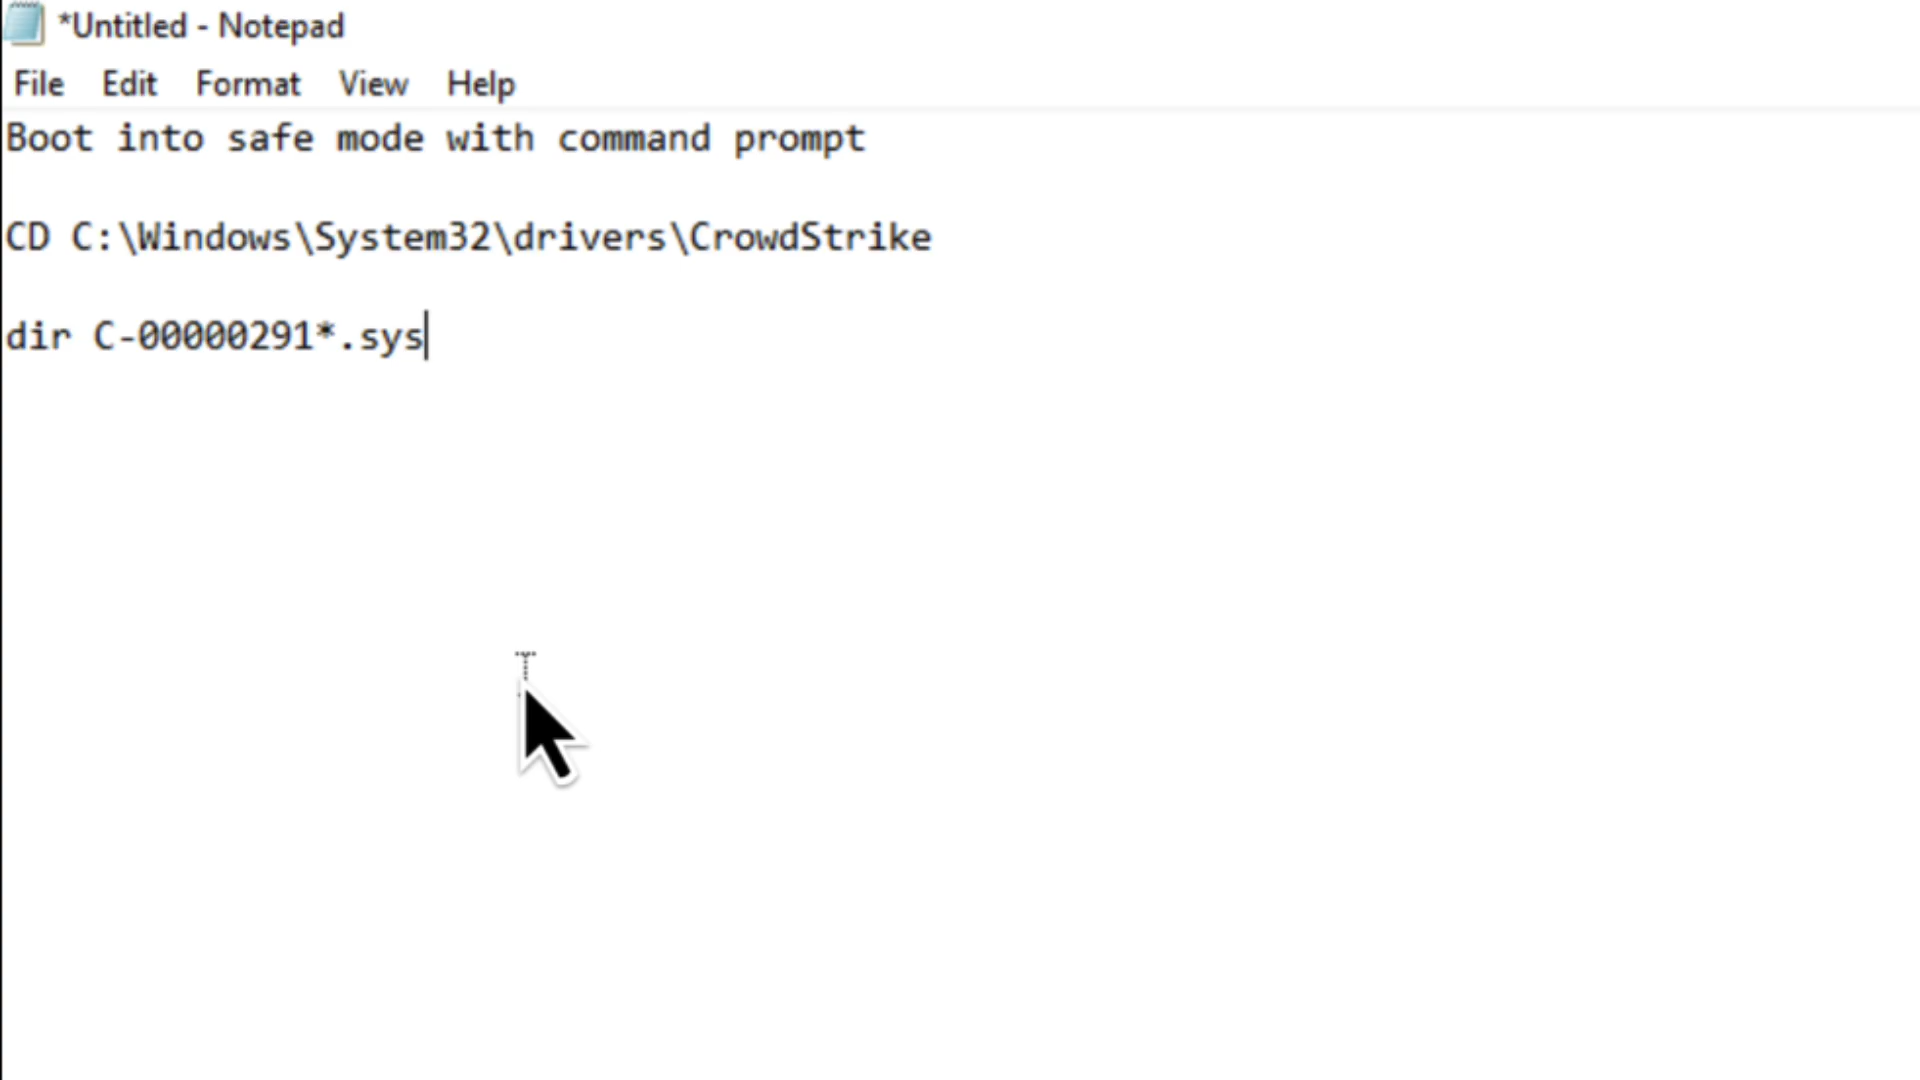 *Untitled - Notepad
File Edit Format View Help
Boot into safe mode with command prompt
CD C:\Windows\System32\drivers\CrowdStrike
dir C-00000291*.sys